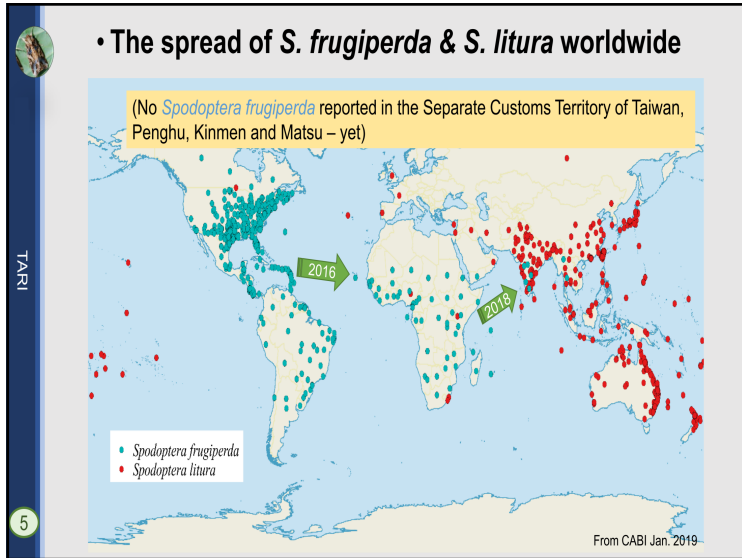 • The spread of S. frugiperda & S. litura worldwide
(No Spodoptera frugiperda reported in the Separate Customs Territory of Taiwan,
Penghu, Kinmen and Matsu – yet)
TARI
2016
2018
• Spodoptera frugiperda
• Spodoptera litura
5
From CABI Jan. 2019